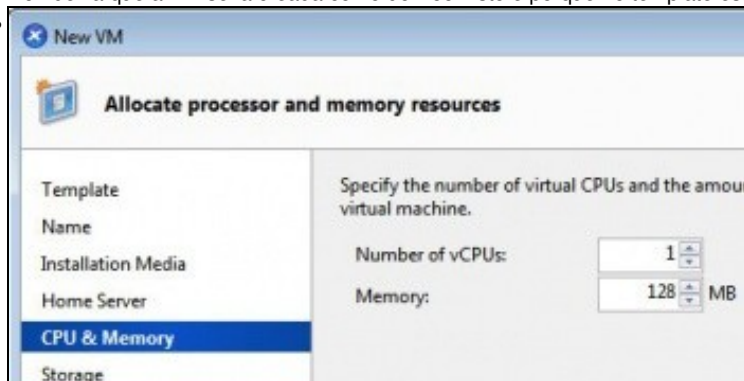 New VM
Allocate processor and memory resources
Template
Name
Installation Media
Home Server
CPU & Memory
Storage
Specify the number of virtual CPUs and the
virtual machine.
Number of vCPUs: 1
Memory: 128 MB